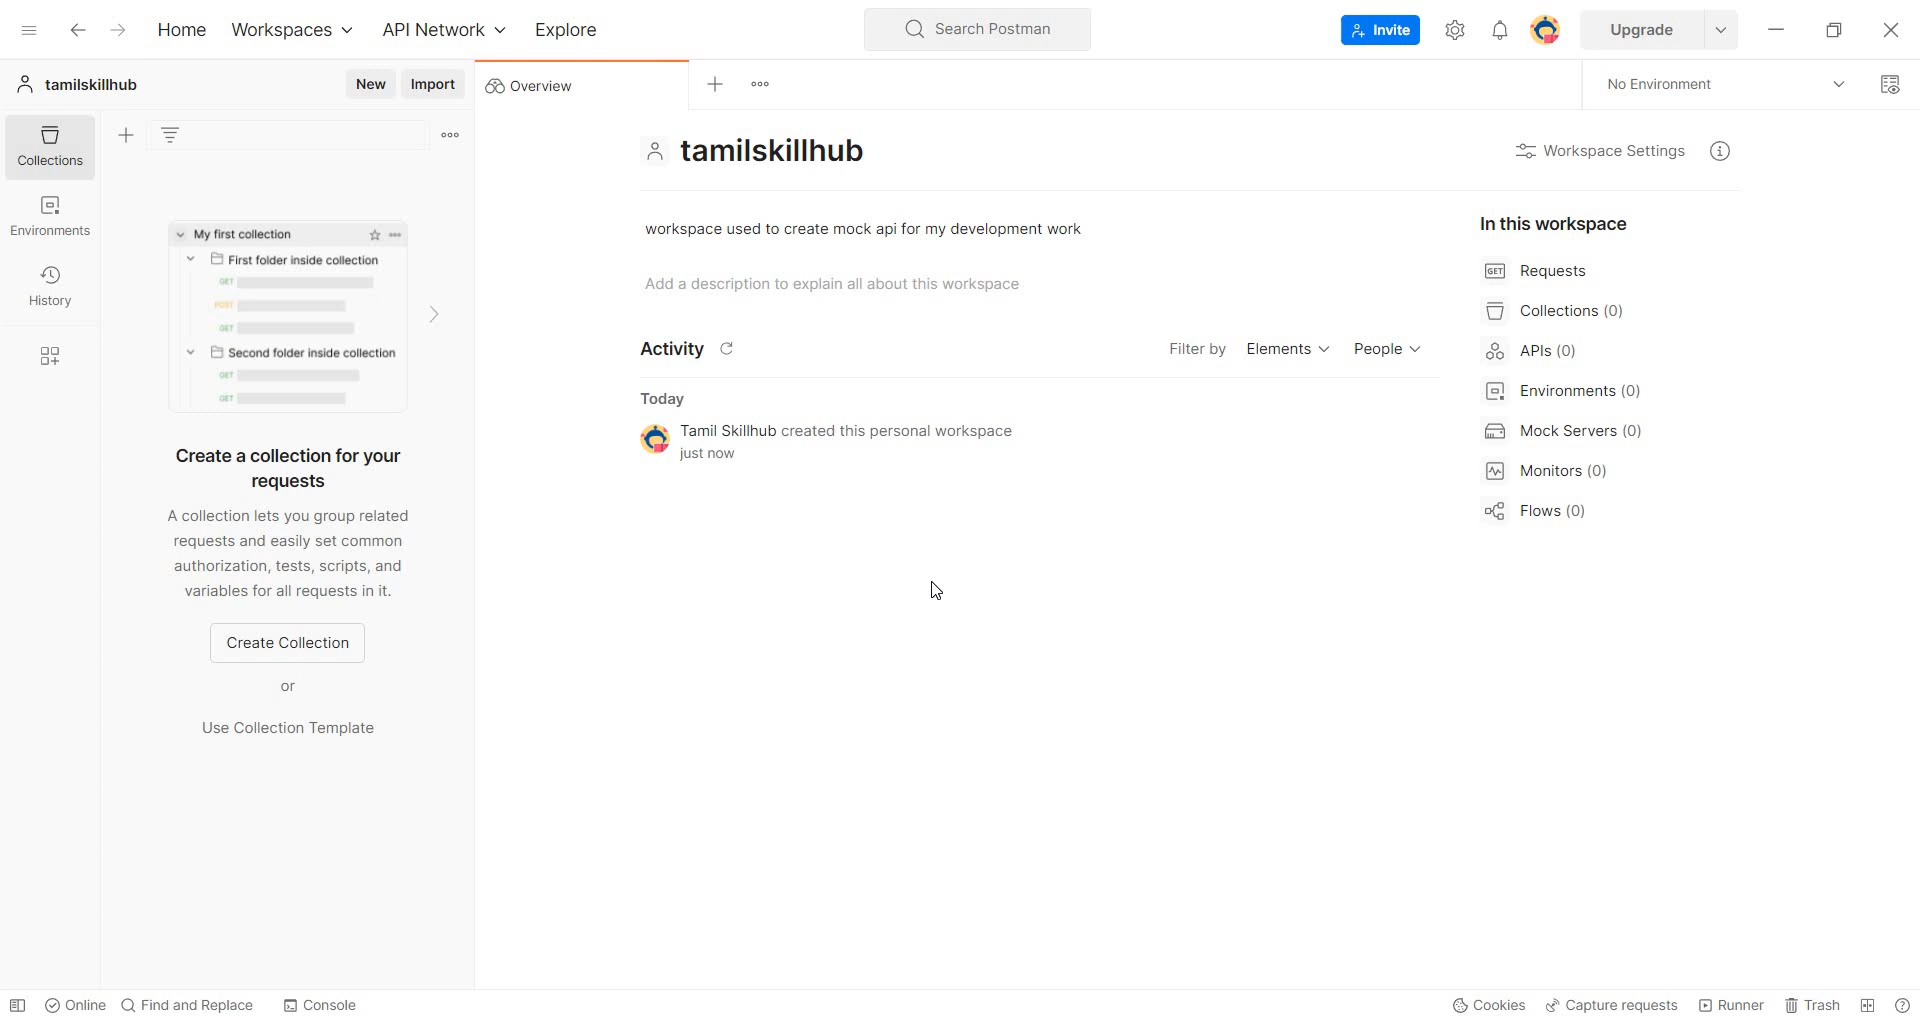 Home Workspaces API Network Explore Search Postman Invite Upgrade
tamilskillhub New Import Overview No Environment
Collections
Environments
History
My first collection
First folder inside collection
GET
POST
GET
Second folder inside collection
GET
GET
Create a collection for your
requests
A collection lets you group related
requests and easily set common
authorization, tests, scripts, and
variables for all requests in it.
Create Collection
or
Use Collection Template
tamilskillhub
Workspace Settings
workspace used to create mock api for my development work
Add a description to explain all about this workspace
Activity Filter by Elements People
Today
Tamil Skillhub created this personal workspace
just now
In this workspace
GET Requests
Collections (0)
APIs (0)
Environments (0)
Mock Servers (0)
Monitors (0)
Flows (0)
Online Find and Replace Console Cookies Capture requests Runner Trash